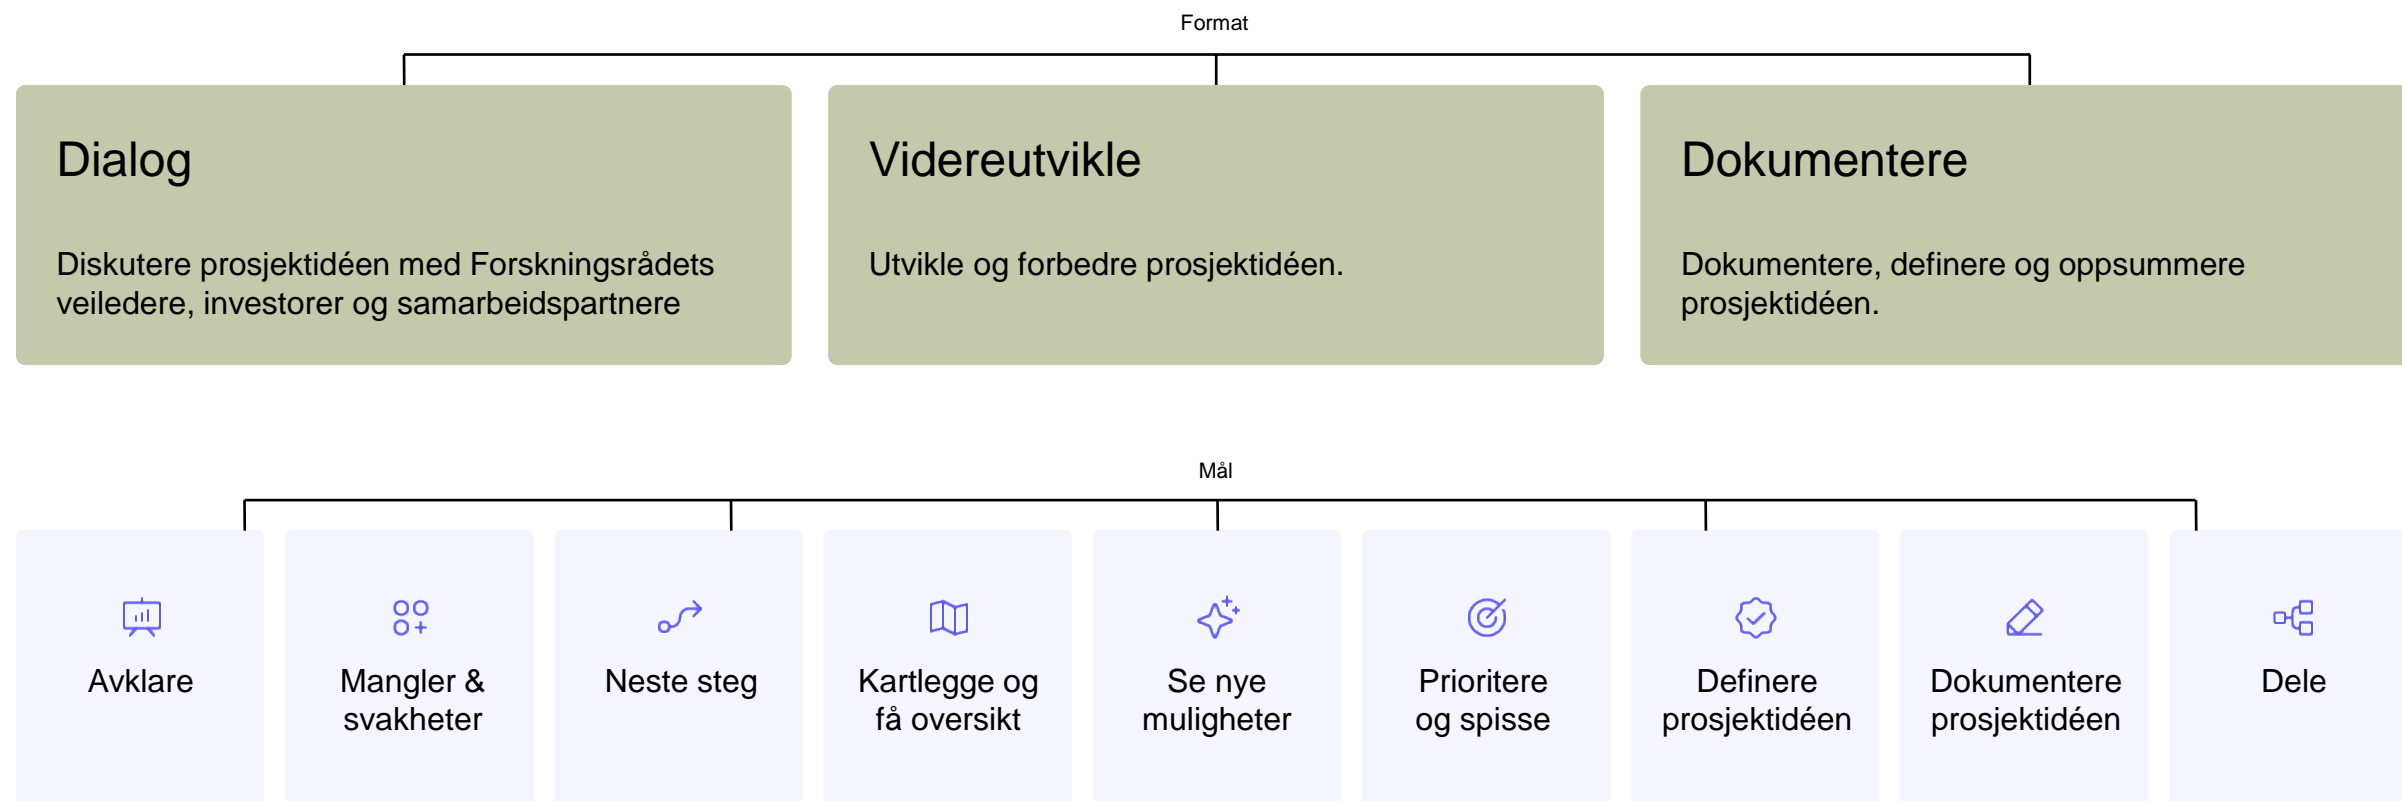 Format
Dialog
Diskutere prosjektidéen med Forskningsrådets
veiledere, investorer og samarbeidspartnere
Videreutvikle
Utvikle og forbedre prosjektidéen.
Dokumentere
Dokumentere, definere og oppsummere
prosjektidéen.
Mål
Avklare
Mangler &
svakheter
Neste steg
Kartlegge og
få oversikt
Se nye
muligheter
Prioritere
og spisse
Definere
prosjektidéen
Dokumentere
prosjektidéen
Dele